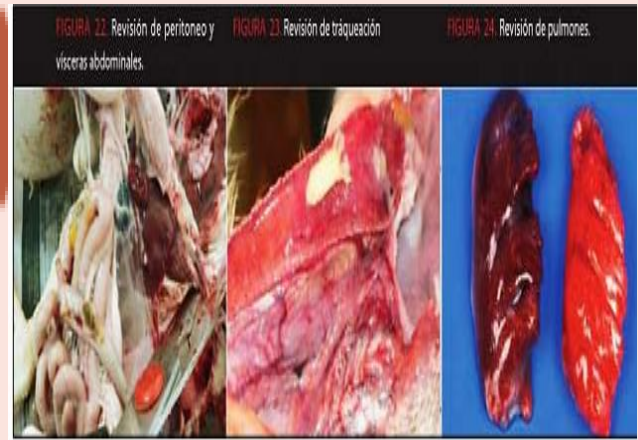 FIGURA 22. Revisión de peritoneo y
vísceras abdominales.
FIGURA 23. Revisión de tráqueación
FIGURA 24. Revisión de pulmones.